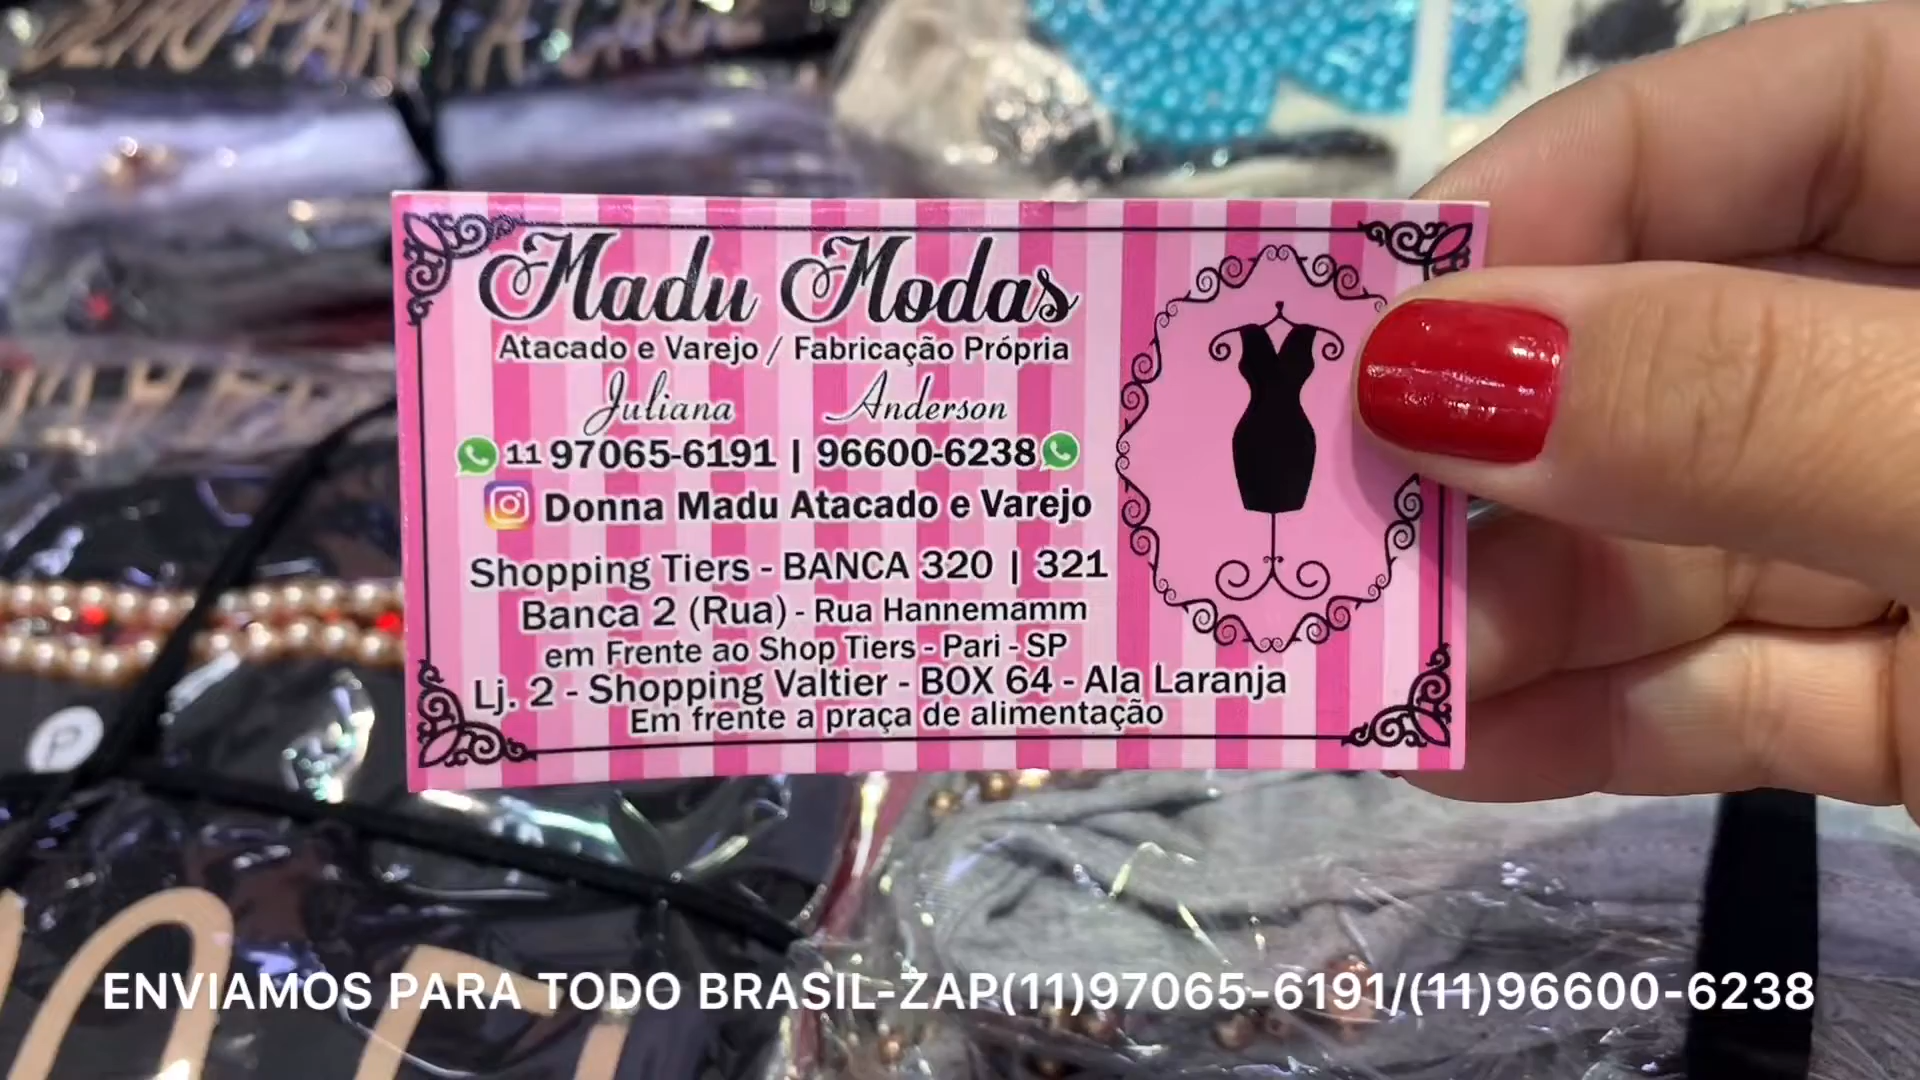 Madu Modas
Atacado e Varejo / Fabricação Própria
Juliana Anderson
11 97065-6191 | 96600-6238
Donna Madu Atacado e Varejo
Shopping Tiers - BANCA 320 | 321
Banca 2 (Rua) - Rua Hannemamm
em Frente ao Shop Tiers - Pari - SP
Lj. 2 - Shopping Valtier - BOX 64 - Ala Laranja
Em frente a praça de alimentação
P
ENVIAMOS PARA TODO BRASIL-ZAP(11)97065-6191/(11)96600-6238